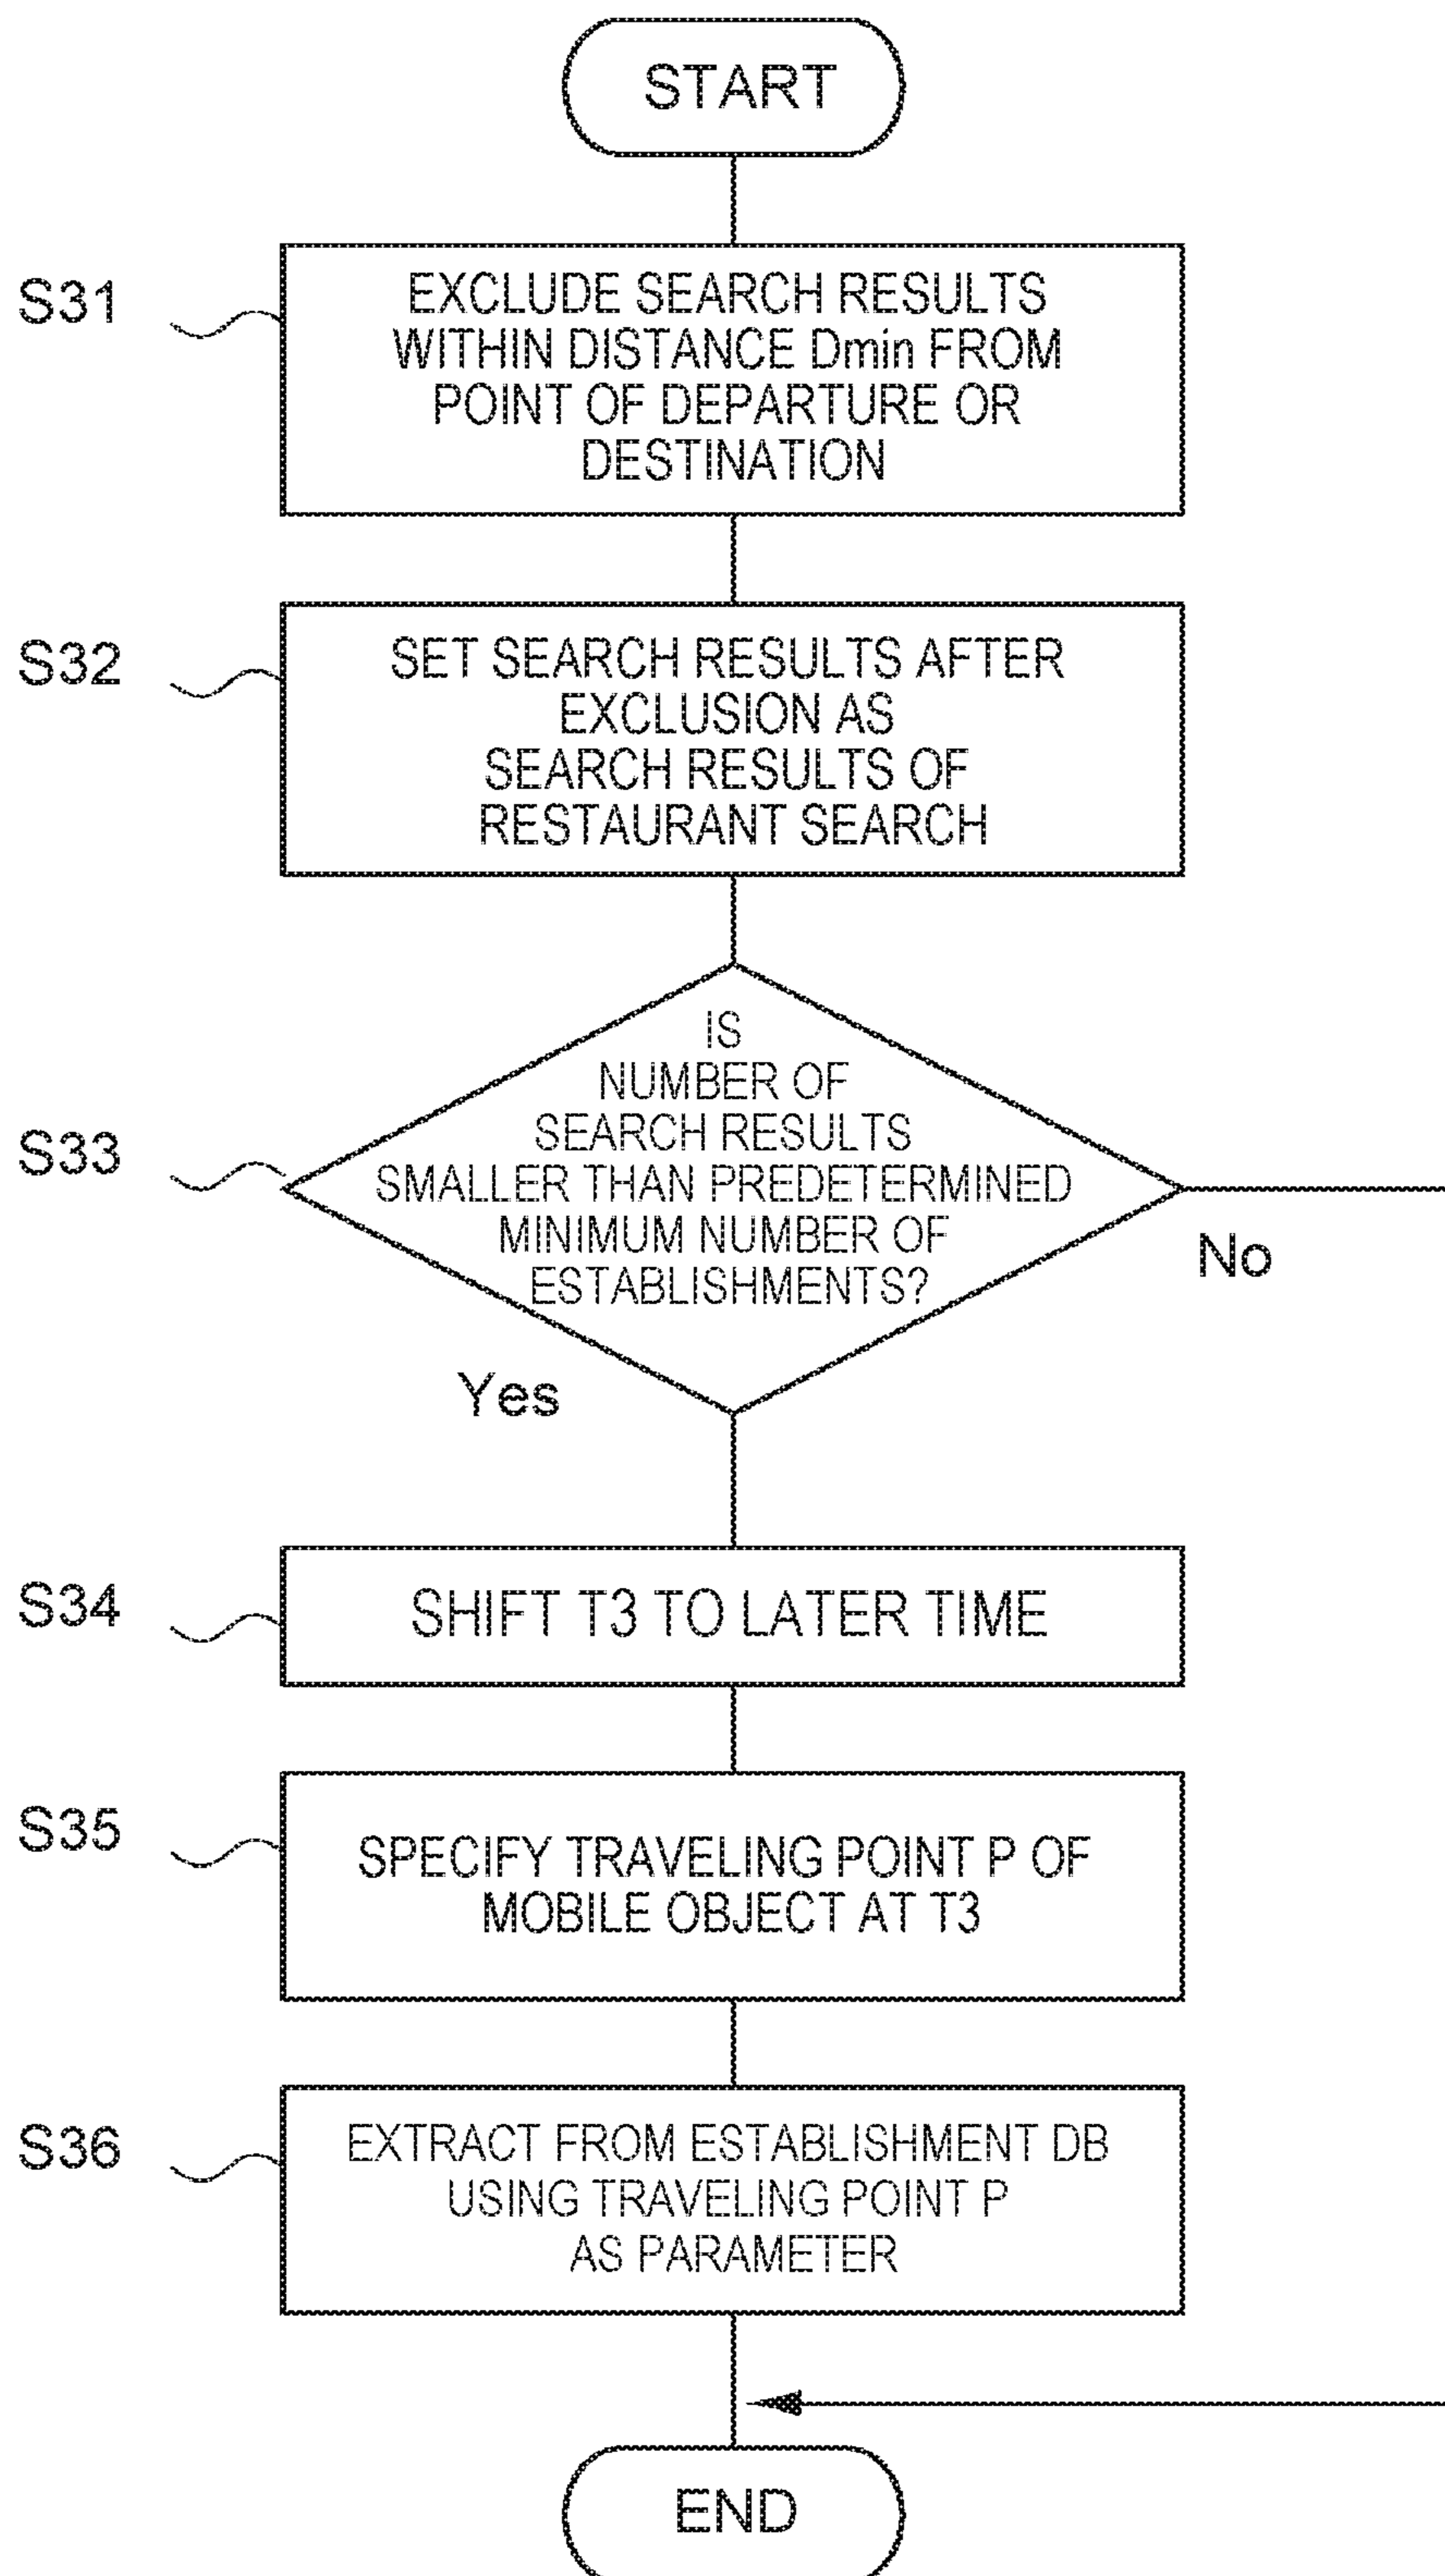 START
S31
EXCLUDE SEARCH RESULTS
WITHIN DISTANCE Dmin FROM
POINT OF DEPARTURE OR
DESTINATION
S32
SET SEARCH RESULTS AFTER
EXCLUSION AS
SEARCH RESULTS OF
RESTAURANT SEARCH
S33
IS
NUMBER OF
SEARCH RESULTS
SMALLER THAN PREDETERMINED
MINIMUM NUMBER OF
ESTABLISHMENTS?
No
Yes
S34
SHIFT T3 TO LATER TIME
S35
SPECIFY TRAVELING POINT P OF
MOBILE OBJECT AT T3
S36
EXTRACT FROM ESTABLISHMENT DB
USING TRAVELING POINT P
AS PARAMETER
END